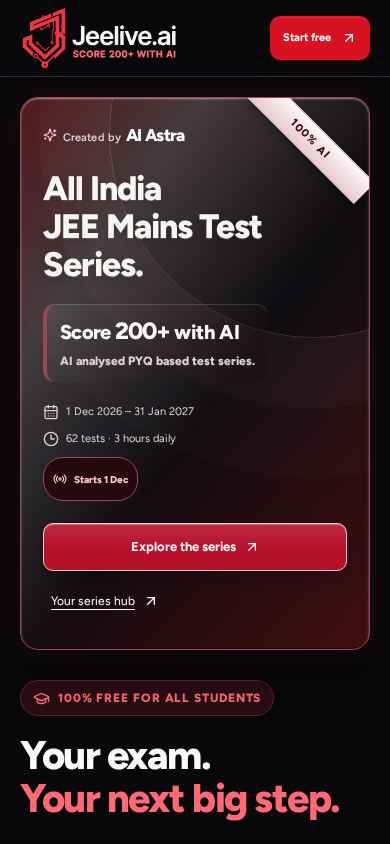 Jeelive.ai
SCORE 200+ WITH AI
Start free
100% AI
Created by AI Astra
All India
JEE Mains Test
Series.
Score 200+ with AI
AI analysed PYQ based test series.
1 Dec 2026 – 31 Jan 2027
62 tests · 3 hours daily
Starts 1 Dec
Explore the series
Your series hub
100% FREE FOR ALL STUDENTS
Your exam.
Your next big step.